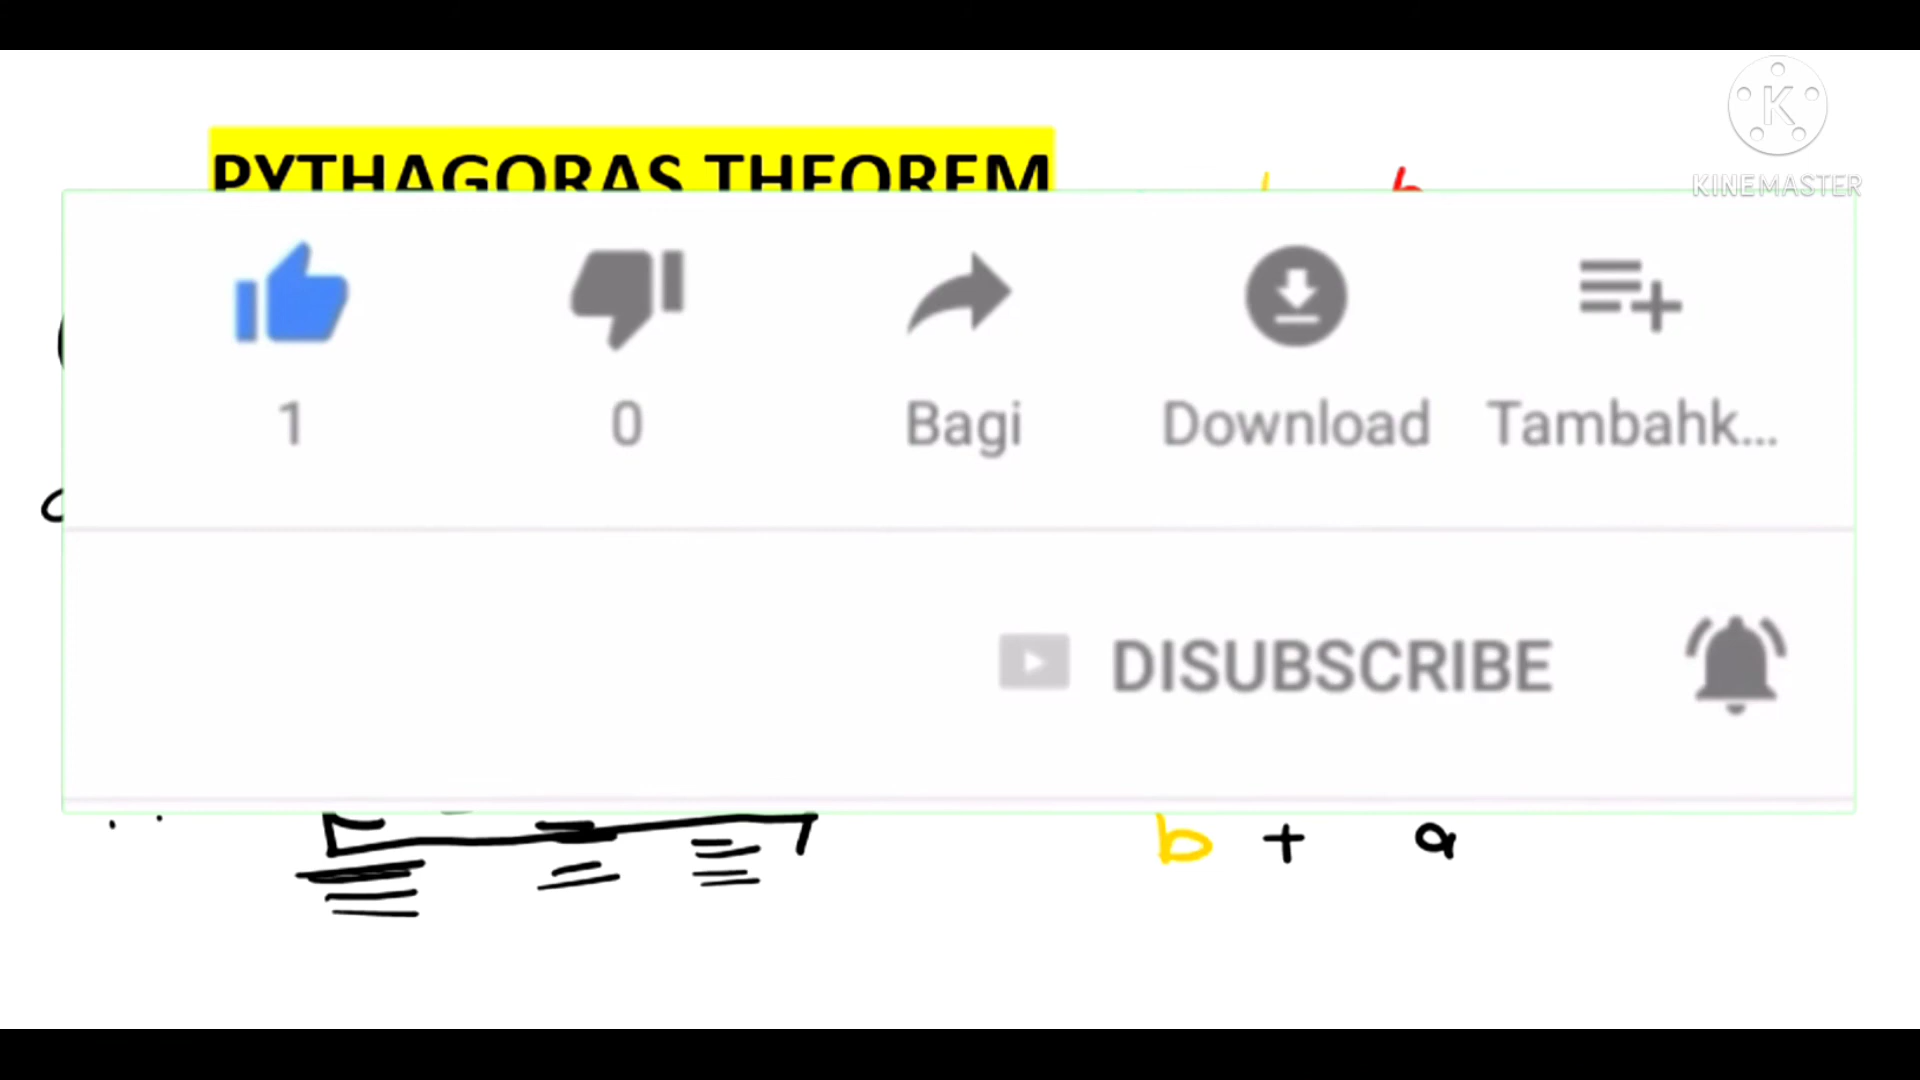 PYTHAGORAS THEOREM
K
KINEMASTER
1
0
Bagi
Download
Tambahk...
DISUBSCRIBE
b + a